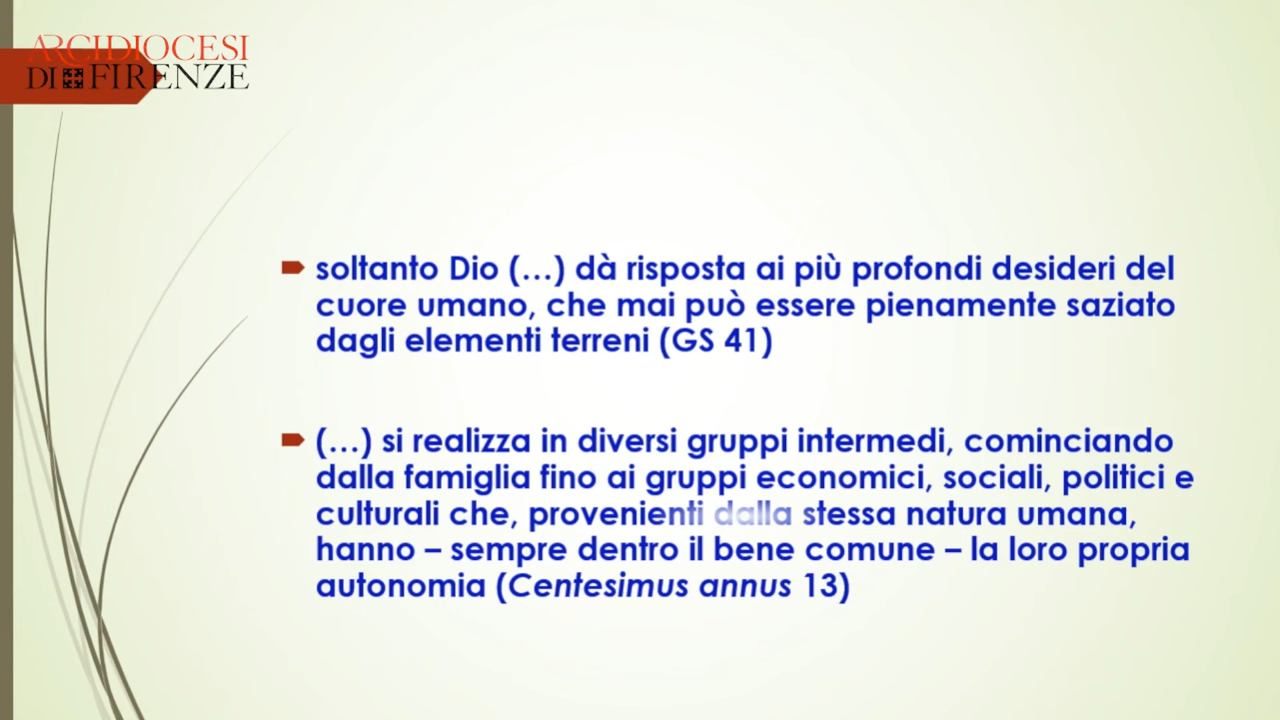 ARCIDIOCESI
DI FIRENZE
soltanto Dio (…) dà risposta ai più profondi desideri del
cuore umano, che mai può essere pienamente saziato
dagli elementi terreni (GS 41)
(…) si realizza in diversi gruppi intermedi, cominciando
dalla famiglia fino ai gruppi economici, sociali, politici e
culturali che, provenienti dalla stessa natura umana,
hanno – sempre dentro il bene comune – la loro propria
autonomia (Centesimus annus 13)